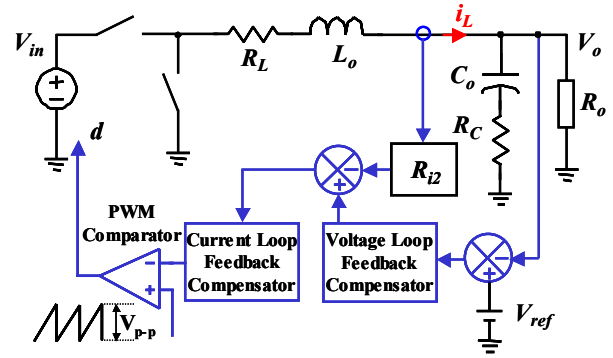 i_L
V_in
R_L
L_o
V_o
C_o
R_o
d
R_C
R_i2
PWM
Comparator
Current Loop
Feedback
Compensator
Voltage Loop
Feedback
Compensator
V_p-p
V_ref